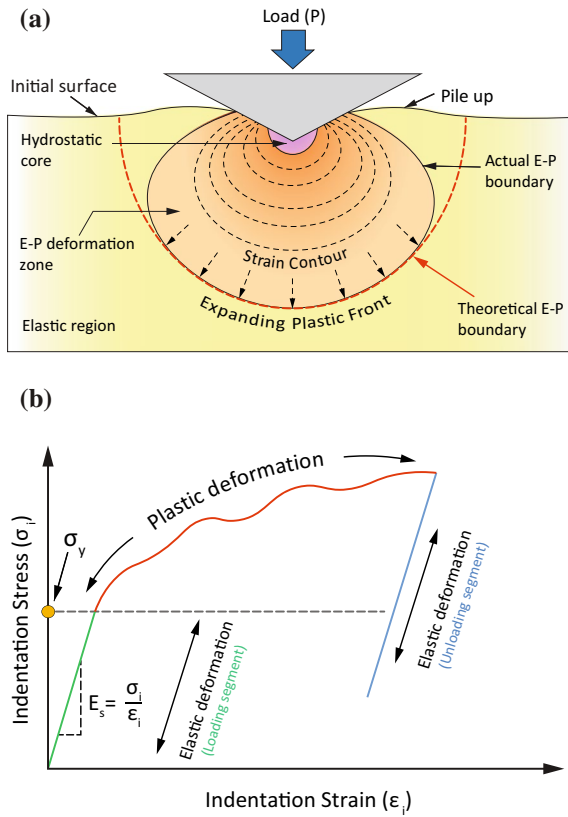 (a)
Load (P)
Initial surface
Pile up
Hydrostatic
core
Actual E-P
boundary
E-P deformation
zone
Strain Contour
Expanding Plastic Front
Theoretical E-P
boundary
Elastic region
(b)
Plastic deformation
Indentation Stress (σi)
σy
Es = σi
εi
Elastic deformation
(Loading segment)
Elastic deformation
(Unloading segment)
Indentation Strain (εi)